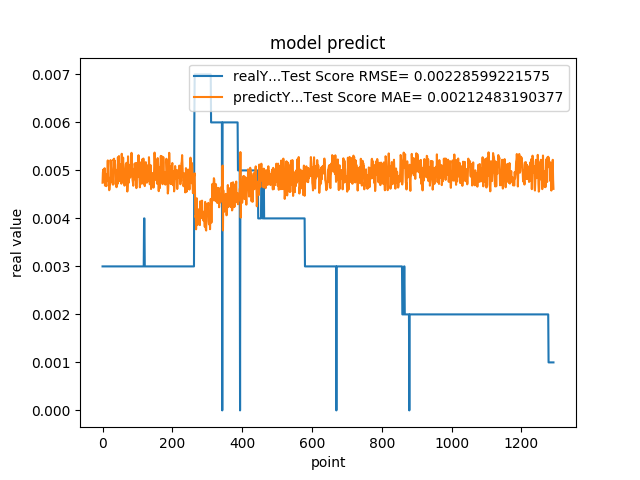 model predict
realY...Test Score RMSE= 0.00228599221575
predictY...Test Score MAE= 0.00212483190377
0.007
0.006
0.005
0.004
0.003
0.002
0.001
0.000
real value
0 200 400 600 800 1000 1200
point